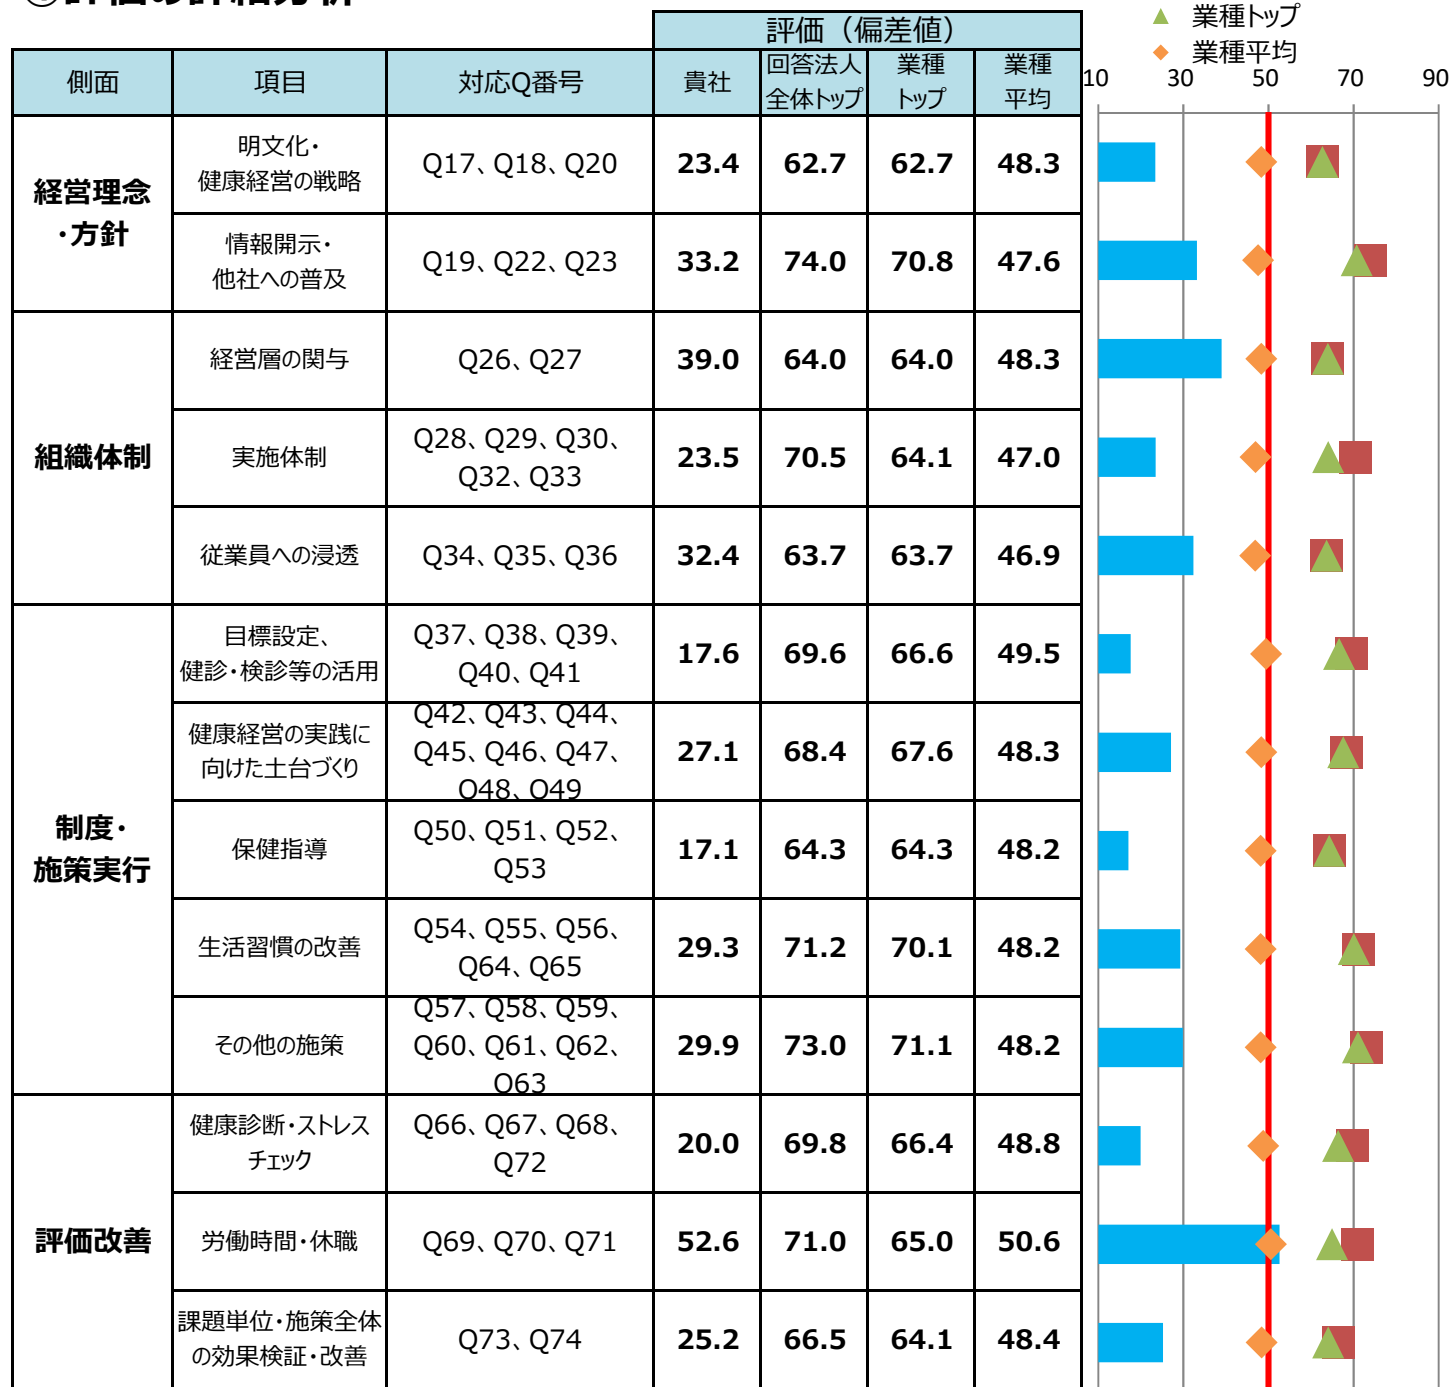 ①評価の詳細分析
▲ 業種トップ
◆ 業種平均
評価（偏差値）
側面 項目 対応Q番号 貴社 回答法人 業種 業種
全体トップ トップ 平均
10 30 50 70 90
経営理念
・方針
明文化・
健康経営の戦略
Q17、Q18、Q20 23.4 62.7 62.7 48.3
情報開示・
他社への普及
Q19、Q22、Q23 33.2 74.0 70.8 47.6
組織体制
経営層の関与 Q26、Q27 39.0 64.0 64.0 48.3
実施体制
Q28、Q29、Q30、
Q32、Q33
23.5 70.5 64.1 47.0
従業員への浸透 Q34、Q35、Q36 32.4 63.7 63.7 46.9
制度・
施策実行
目標設定、
健診・検診等の活用
Q37、Q38、Q39、
Q40、Q41
17.6 69.6 66.6 49.5
健康経営の実践に
向けた土台づくり
Q42、Q43、Q44、
Q45、Q46、Q47、
Q48、Q49
27.1 68.4 67.6 48.3
保健指導
Q50、Q51、Q52、
Q53
17.1 64.3 64.3 48.2
生活習慣の改善
Q54、Q55、Q56、
Q64、Q65
29.3 71.2 70.1 48.2
その他の施策
Q57、Q58、Q59、
Q60、Q61、Q62、
Q63
29.9 73.0 71.1 48.2
評価改善
健康診断・ストレス
チェック
Q66、Q67、Q68、
Q72
20.0 69.8 66.4 48.8
労働時間・休職 Q69、Q70、Q71 52.6 71.0 65.0 50.6
課題単位・施策全体
の効果検証・改善
Q73、Q74 25.2 66.5 64.1 48.4